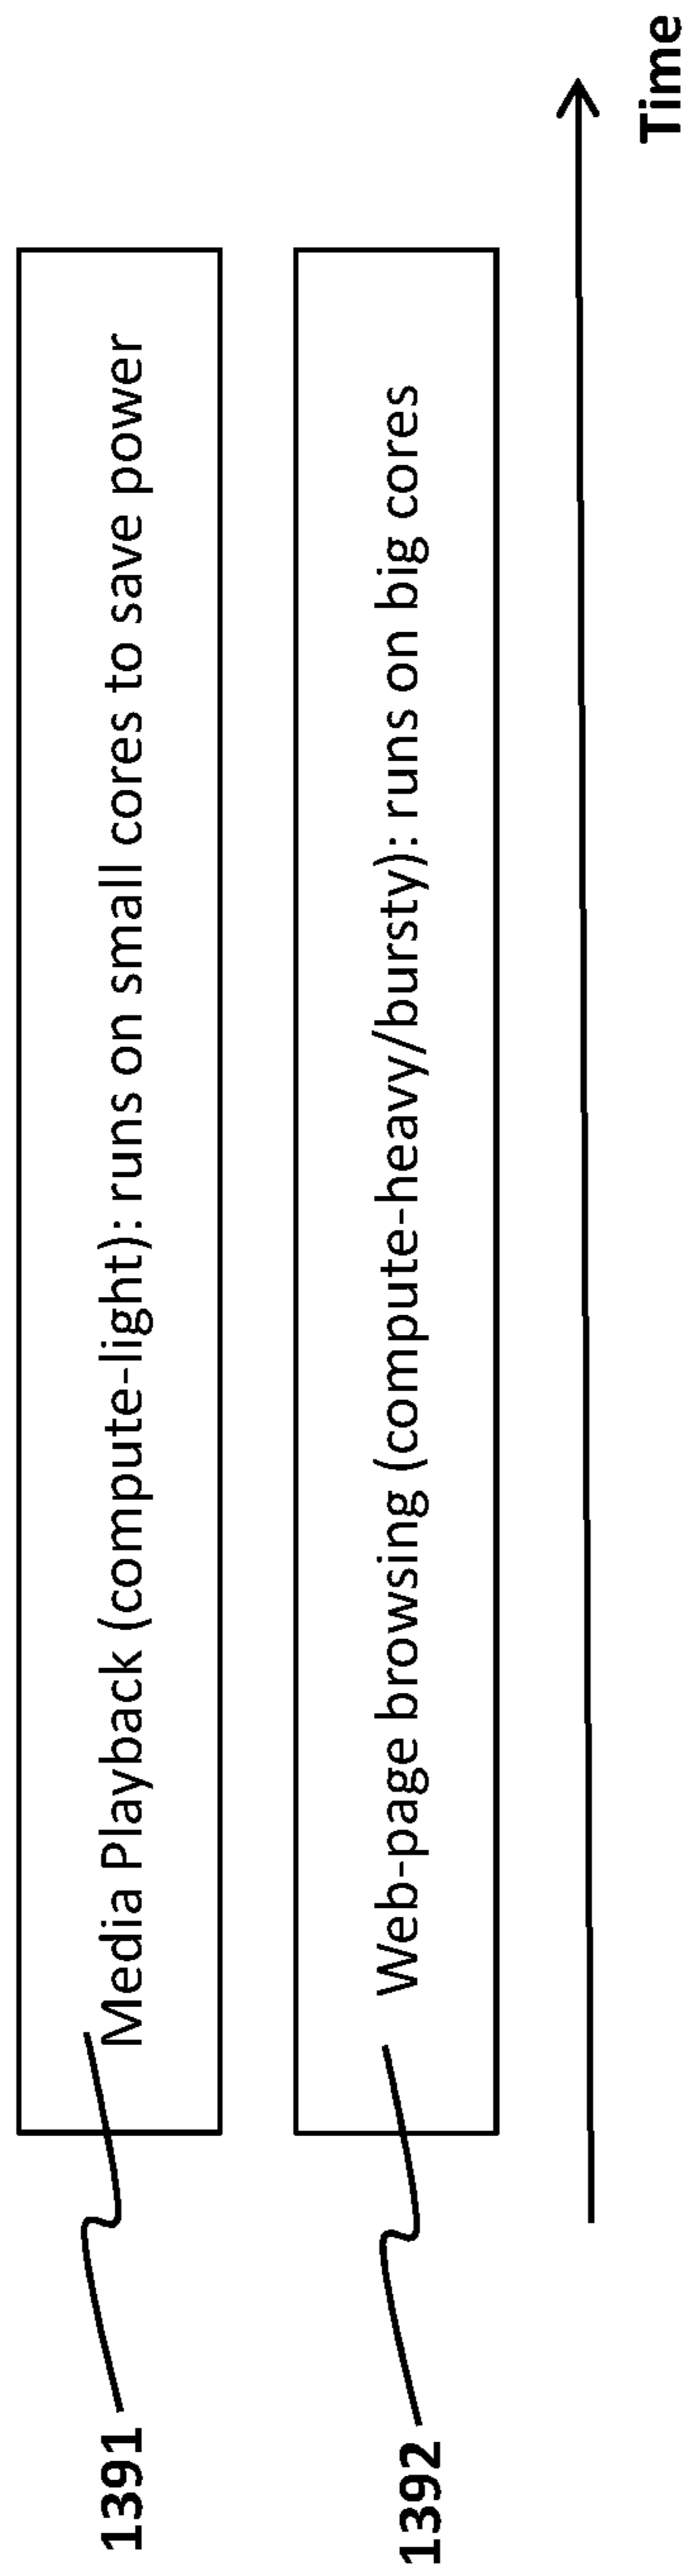 1391
Media Playback (compute-light): runs on small cores to save power
1392
Web-page browsing (compute-heavy/bursty): runs on big cores
Time